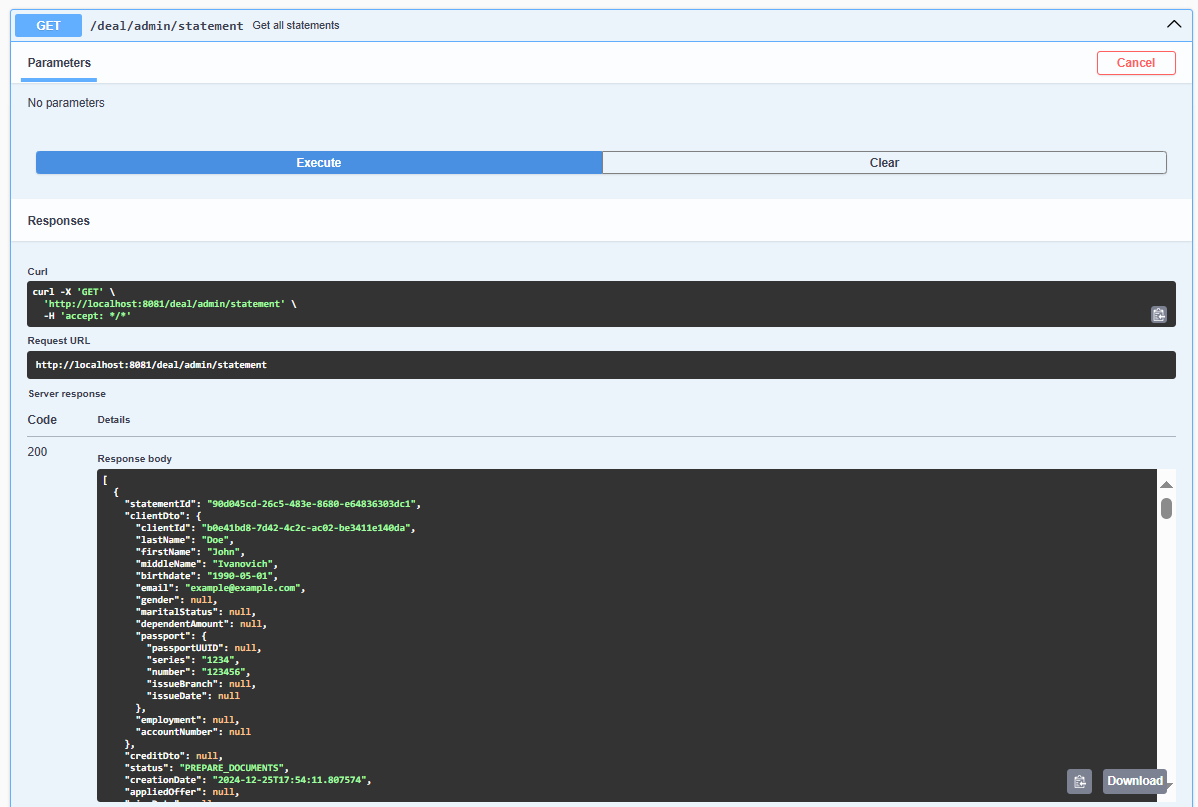 GET /deal/admin/statement Get all statements
Parameters Cancel
No parameters
Execute Clear
Responses
Curl
curl -X 'GET' \
  'http://localhost:8081/deal/admin/statement' \
  -H 'accept: */*'
Request URL
http://localhost:8081/deal/admin/statement
Server response
Code Details
200
Response body
[
  {
    "statementId": "90d045cd-26c5-483e-8680-e64836303dc1",
    "clientDto": {
      "clientId": "b0e41bd8-7d42-4c2c-ac02-be3411e140da",
      "lastName": "Doe",
      "firstName": "John",
      "middleName": "Ivanovich",
      "birthdate": "1990-05-01",
      "email": "example@example.com",
      "gender": null,
      "maritalStatus": null,
      "dependentAmount": null,
      "passport": {
        "passportUUID": null,
        "series": "1234",
        "number": "123456",
        "issueBranch": null,
        "issueDate": null
      },
      "employment": null,
      "accountNumber": null
    },
    "creditDto": null,
    "status": "PREPARE_DOCUMENTS",
    "creationDate": "2024-12-25T17:54:11.807574",
    "appliedOffer": null,
Download